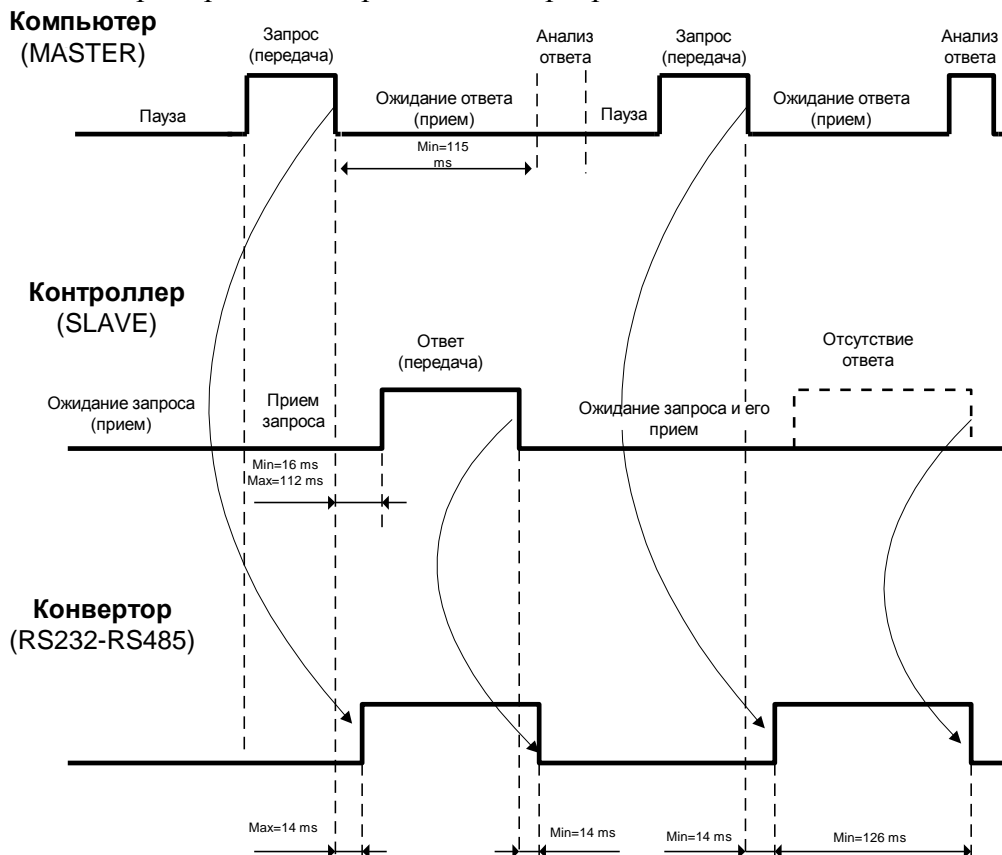 Компьютер
(MASTER)
Запрос
(передача)
Анализ
ответа
Запрос
(передача)
Анализ
ответа
Пауза
Ожидание ответа
(прием)
Пауза
Ожидание ответа
(прием)
Min=115
ms
Контроллер
(SLAVE)
Ответ
(передача)
Отсутствие
ответа
Ожидание запроса
(прием)
Прием
запроса
Ожидание запроса и его
прием
Min=16 ms
Max=112 ms
Конвертор
(RS232-RS485)
Max=14 ms
Min=14 ms
Min=14 ms
Min=126 ms